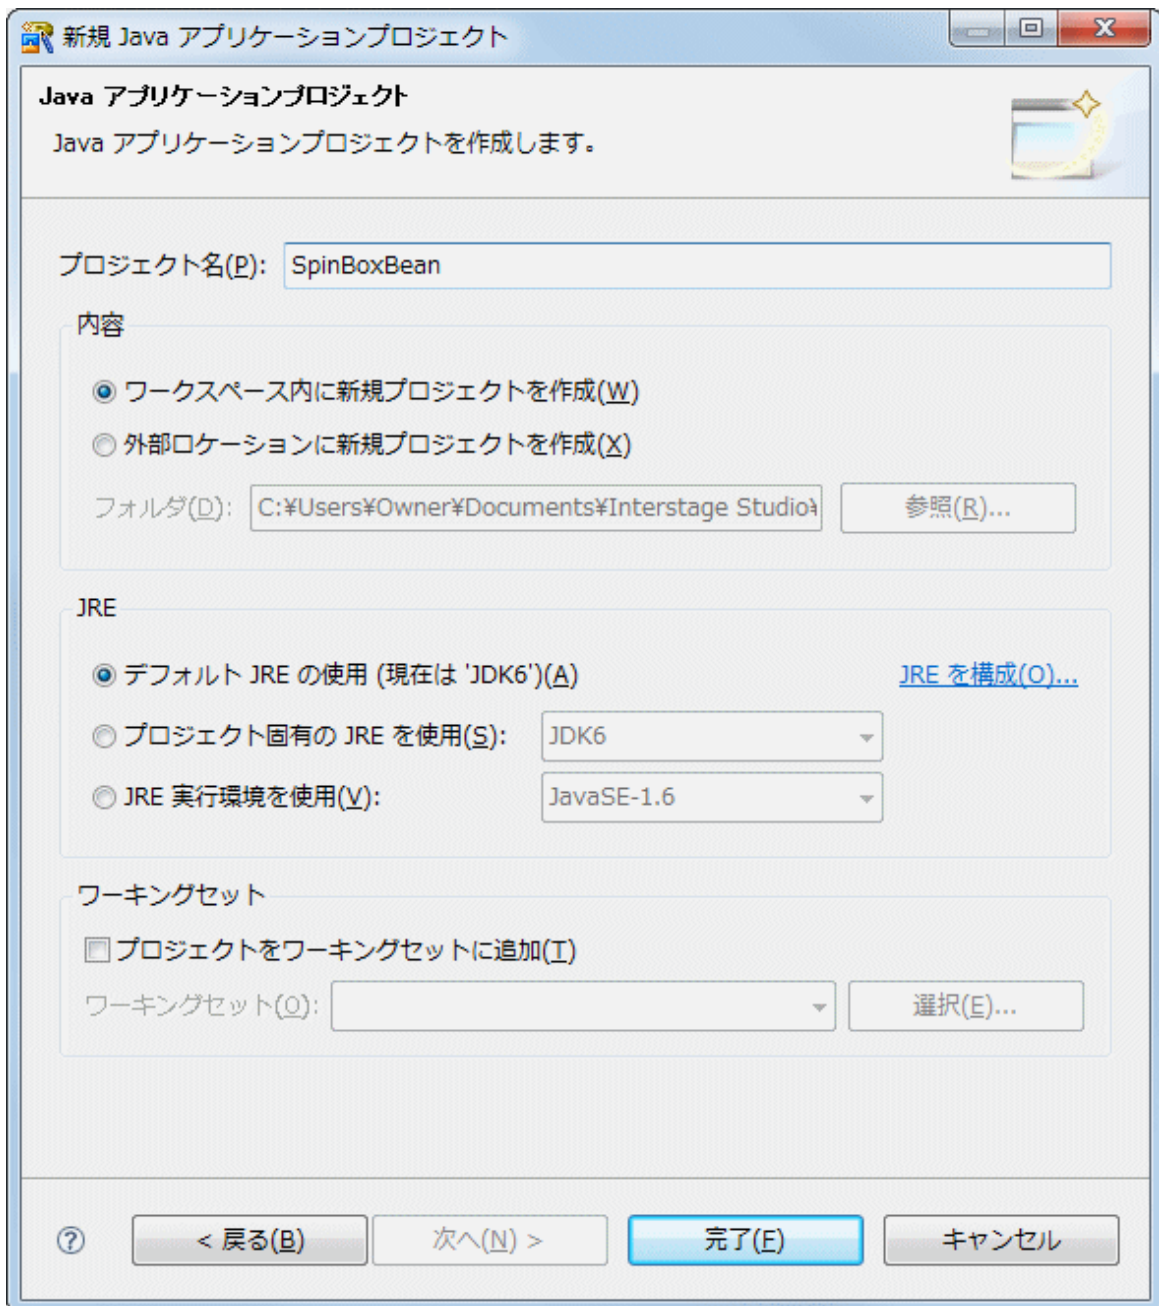 新規 Java アプリケーションプロジェクト
Java アプリケーションプロジェクト
Java アプリケーションプロジェクトを作成します。
プロジェクト名(P): SpinBoxBean
内容
ワークスペース内に新規プロジェクトを作成(W)
外部ロケーションに新規プロジェクトを作成(X)
フォルダ(D): C:¥Users¥Owner¥Documents¥Interstage Studio¥ 参照(R)...
JRE
デフォルト JRE の使用 (現在は 'JDK6')(A) JRE を構成(O)...
プロジェクト固有の JRE を使用(S): JDK6
JRE 実行環境を使用(V): JavaSE-1.6
ワーキングセット
プロジェクトをワーキングセットに追加(T)
ワーキングセット(O): 選択(E)...
< 戻る(B) 次へ(N) > 完了(F) キャンセル